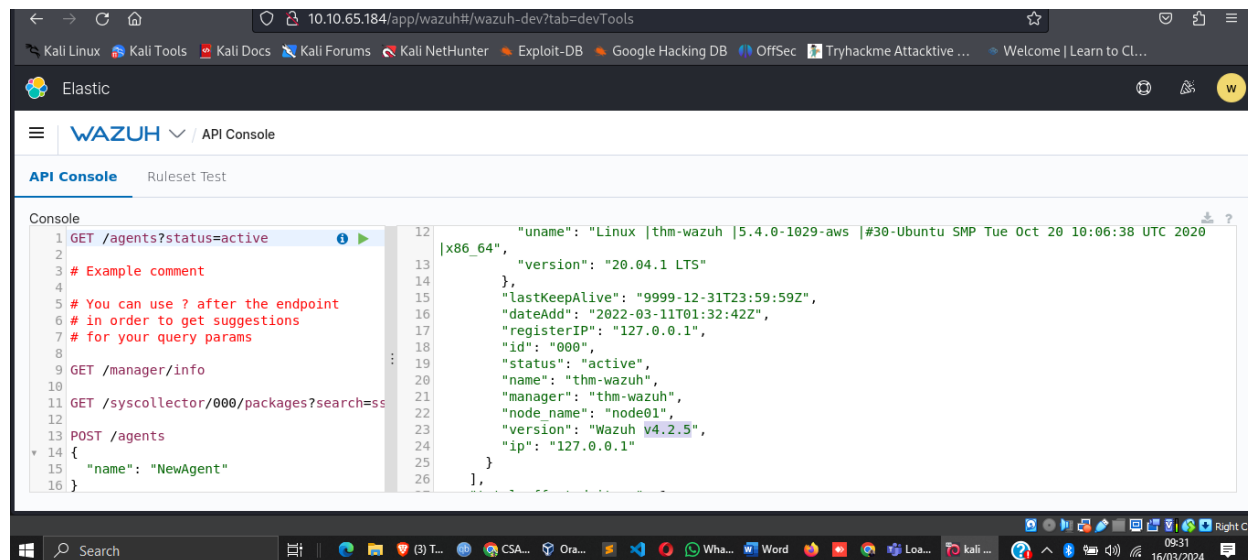 10.10.65.184/app/wazuh#/wazuh-dev?tab=devTools
Kali Linux Kali Tools Kali Docs Kali Forums Kali NetHunter Exploit-DB Google Hacking DB OffSec Tryhackme Attacktive ... Welcome | Learn to Cl...
Elastic
W
WAZUH / API Console
API Console Ruleset Test
Console
?
1 GET /agents?status=active
2
3 # Example comment
4
5 # You can use ? after the endpoint
6 # in order to get suggestions
7 # for your query params
8
9 GET /manager/info
10
11 GET /syscollector/000/packages?search=ss
12
13 POST /agents
14 {
15 "name": "NewAgent"
16 }
12 "uname": "Linux |thm-wazuh |5.4.0-1029-aws |#30-Ubuntu SMP Tue Oct 20 10:06:38 UTC 2020
|x86_64",
13 "version": "20.04.1 LTS"
14 },
15 "lastKeepAlive": "9999-12-31T23:59:59Z",
16 "dateAdd": "2022-03-11T01:32:42Z",
17 "registerIP": "127.0.0.1",
18 "id": "000",
19 "status": "active",
20 "name": "thm-wazuh",
21 "manager": "thm-wazuh",
22 "node_name": "node01",
23 "version": "Wazuh v4.2.5",
24 "ip": "127.0.0.1"
25 }
26 ],
Right C
Search
(3) T...
CSA...
Ora...
Wha...
Word
Loa...
kali ...
09:31
16/03/2024